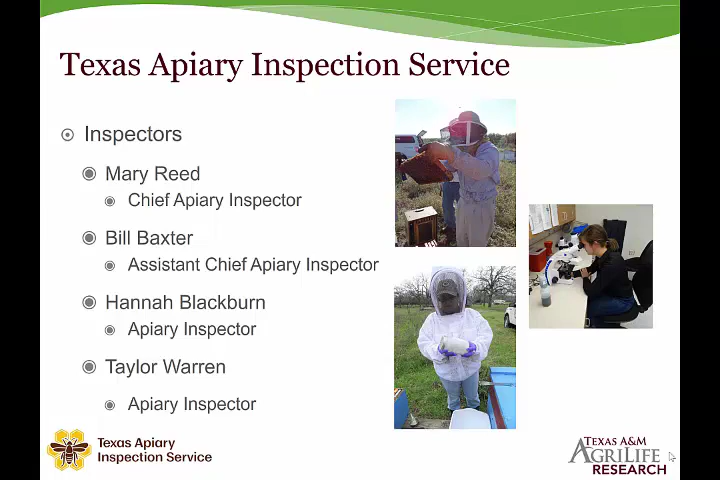 Texas Apiary Inspection Service
Inspectors
Mary Reed
Chief Apiary Inspector
Bill Baxter
Assistant Chief Apiary Inspector
Hannah Blackburn
Apiary Inspector
Taylor Warren
Apiary Inspector
Texas Apiary
Inspection Service
TEXAS A&M
AGRILIFE
RESEARCH